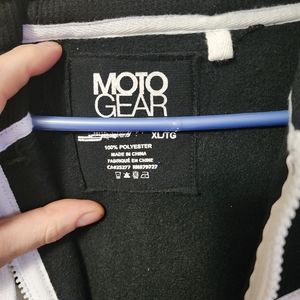 MOTO
GEAR
XL/TG
100% POLYESTER
MADE IN CHINA
FABRIQUÉ EN CHINE
CA#35277 RN#79727